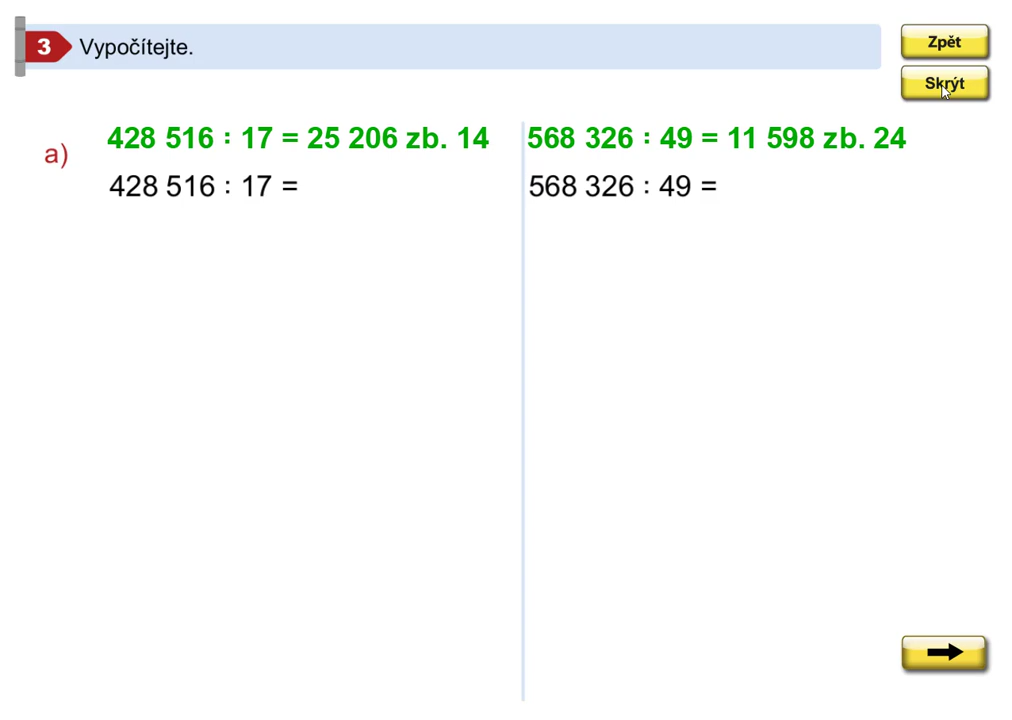 3 Vypočítejte.
Zpět
Skrýt
a)
428 516 : 17 = 25 206 zb. 14
428 516 : 17 =
568 326 : 49 = 11 598 zb. 24
568 326 : 49 =